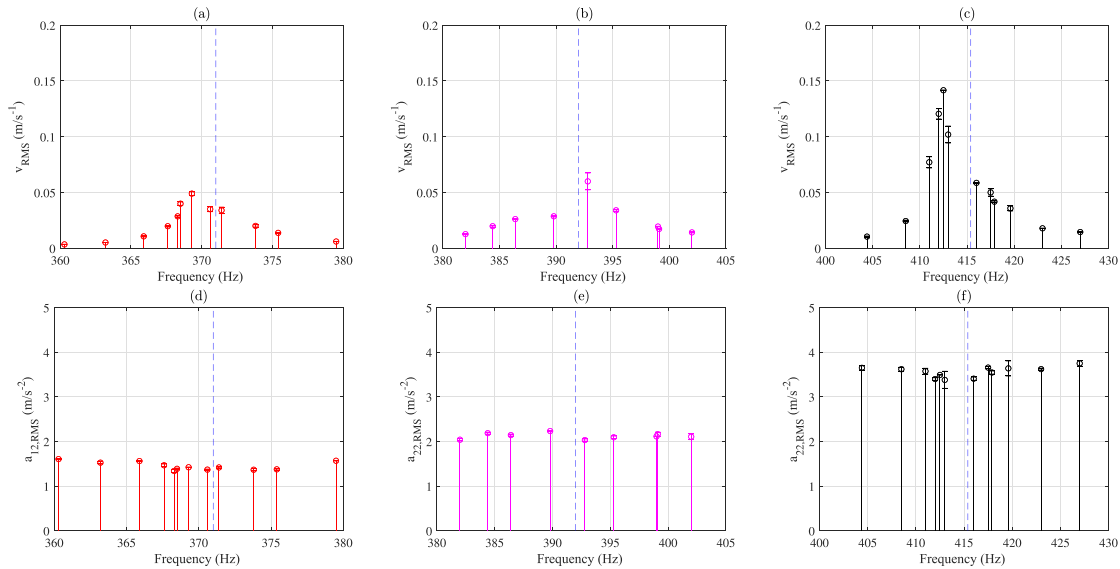 (a)
0.2
0.15
0.1
0.05
0
v_RMS (m/s^-1)
360 365 370 375 380
Frequency (Hz)
(b)
0.2
0.15
0.1
0.05
0
v_RMS (m/s^-1)
380 385 390 395 400 405
Frequency (Hz)
(c)
0.2
0.15
0.1
0.05
0
v_RMS (m/s^-1)
400 405 410 415 420 425 430
Frequency (Hz)
(d)
5
4
3
2
1
0
a_12,RMS (m/s^-2)
360 365 370 375 380
Frequency (Hz)
(e)
5
4
3
2
1
0
a_22,RMS (m/s^-2)
380 385 390 395 400 405
Frequency (Hz)
(f)
5
4
3
2
1
0
a_22,RMS (m/s^-2)
400 405 410 415 420 425 430
Frequency (Hz)